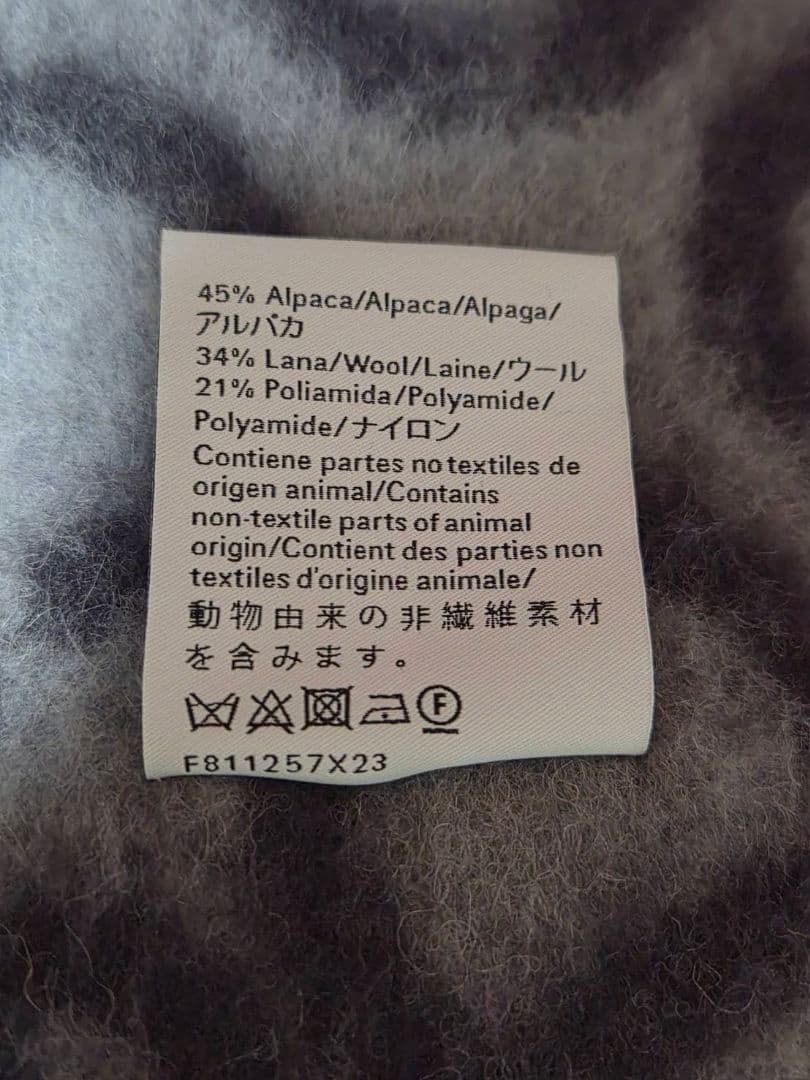 45% Alpaca/Alpaca/Alpaga/
アルパカ
34% Lana/Wool/Laine/ウール
21% Poliamida/Polyamide/
Polyamide/ナイロン
Contiene partes no textiles de
origen animal/Contains
non-textile parts of animal
origin/Contient des parties non
textiles d'origine animale/
動物由来の非繊維素材
を含みます。
F
F811257X23